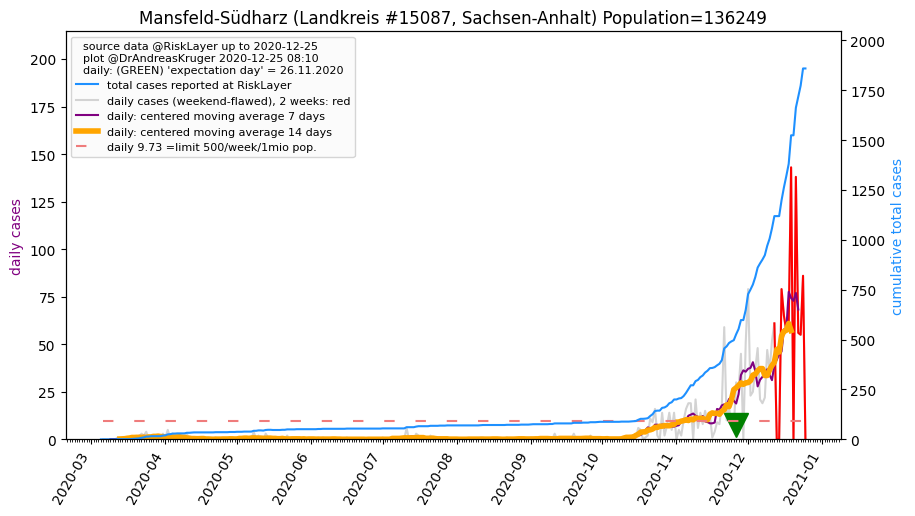 Mansfeld-Südharz (Landkreis #15087, Sachsen-Anhalt) Population=136249
source data @RiskLayer up to 2020-12-25
plot @DrAndreasKruger 2020-12-25 08:10
daily: (GREEN) 'expectation day' = 26.11.2020
total cases reported at RiskLayer
daily cases (weekend-flawed), 2 weeks: red
daily: centered moving average 7 days
daily: centered moving average 14 days
daily 9.73 =limit 500/week/1mio pop.
daily cases
200
175
150
125
100
75
50
25
0
cumulative total cases
2000
1750
1500
1250
1000
750
500
250
0
2020-03
2020-04
2020-05
2020-06
2020-07
2020-08
2020-09
2020-10
2020-11
2020-12
2021-01